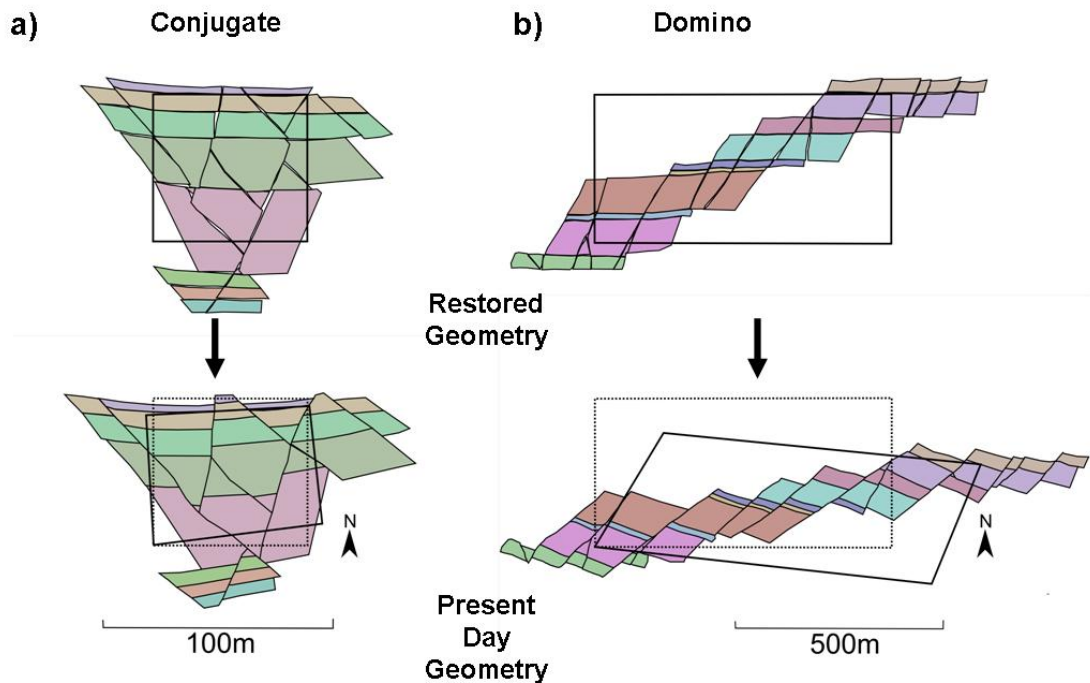 a)
Conjugate
b)
Domino
Restored
Geometry
N
N
Present
Day
Geometry
100m
500m